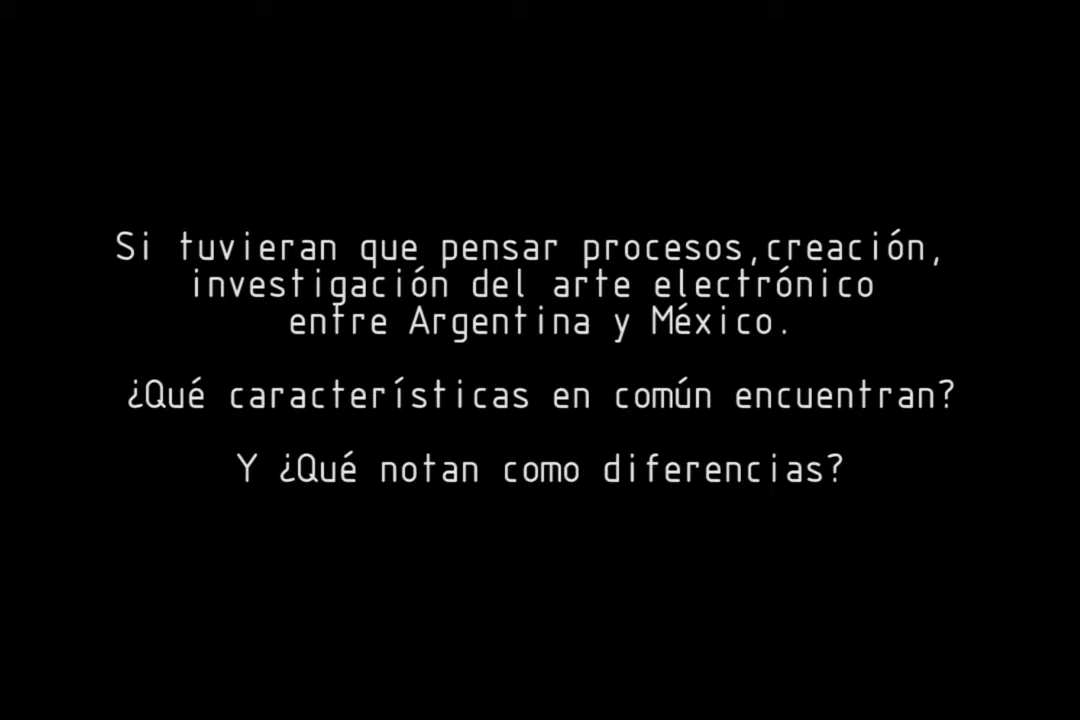 Si tuvieran que pensar procesos,creación,
investigación del arte electrónico
entre Argentina y México.
¿Qué características en común encuentran?
Y ¿Qué notan como diferencias?